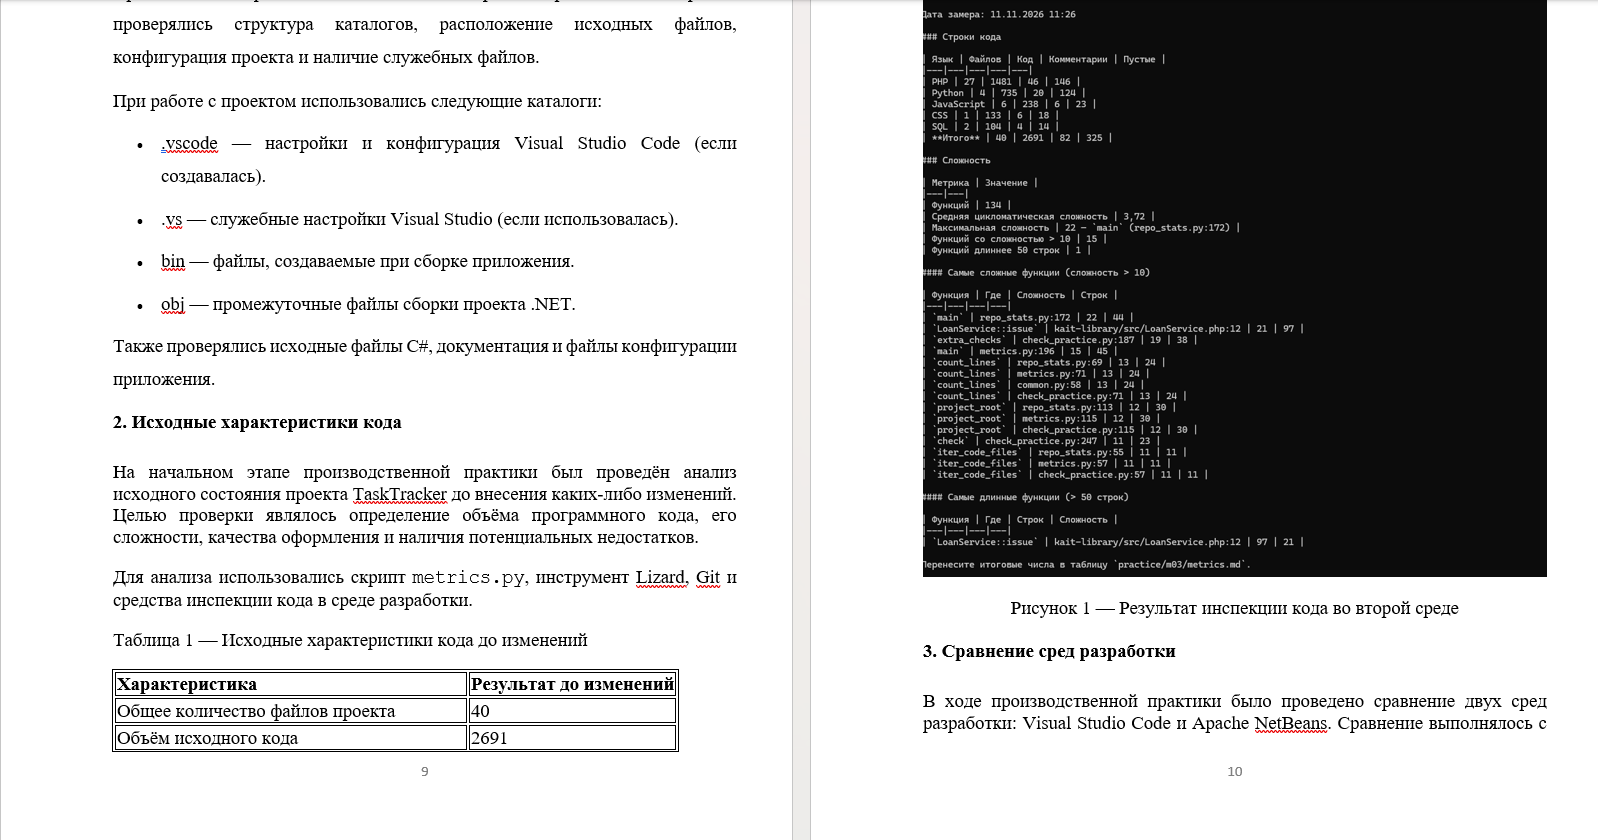 проверялись структура каталогов, расположение исходных файлов,
конфигурация проекта и наличие служебных файлов.
При работе с проектом использовались следующие каталоги:
• .vscode — настройки и конфигурация Visual Studio Code (если
создавалась).
• .vs — служебные настройки Visual Studio (если использовалась).
• bin — файлы, создаваемые при сборке приложения.
• obj — промежуточные файлы сборки проекта .NET.
Также проверялись исходные файлы C#, документация и файлы конфигурации
приложения.
2. Исходные характеристики кода
На начальном этапе производственной практики был проведён анализ
исходного состояния проекта TaskTracker до внесения каких-либо изменений.
Целью проверки являлось определение объёма программного кода, его
сложности, качества оформления и наличия потенциальных недостатков.
Для анализа использовались скрипт metrics.py, инструмент Lizard, Git и
средства инспекции кода в среде разработки.
Таблица 1 — Исходные характеристики кода до изменений
Характеристика Результат до изменений
Общее количество файлов проекта 40
Объём исходного кода 2691
9
Дата замера: 11.11.2026 11:26
### Строки кода
| Язык | Файлов | Код | Комментарии | Пустые |
|---|---|---|---|---|
| PHP | 27 | 1481 | 46 | 146 |
| Python | 4 | 735 | 20 | 124 |
| JavaScript | 6 | 238 | 6 | 23 |
| CSS | 1 | 133 | 6 | 18 |
| SQL | 2 | 104 | 4 | 14 |
| **Итого** | 40 | 2691 | 82 | 325 |
### Сложность
| Метрика | Значение |
|---|---|
| Функций | 134 |
| Средняя цикломатическая сложность | 3,72 |
| Максимальная сложность | 22 — `main` (repo_stats.py:172) |
| Функций со сложностью > 10 | 15 |
| Функций длиннее 50 строк | 1 |
#### Самые сложные функции (сложность > 10)
| Функция | Где | Сложность | Строк |
|---|---|---|---|
| `main` | repo_stats.py:172 | 22 | 44 |
| `LoanService::issue` | kait-library/src/LoanService.php:12 | 21 | 97 |
| `extra_checks` | check_practice.py:187 | 19 | 38 |
| `main` | metrics.py:196 | 15 | 45 |
| `count_lines` | repo_stats.py:69 | 13 | 24 |
| `count_lines` | metrics.py:71 | 13 | 24 |
| `count_lines` | common.py:58 | 13 | 24 |
| `count_lines` | check_practice.py:71 | 13 | 24 |
| `project_root` | repo_stats.py:113 | 12 | 30 |
| `project_root` | metrics.py:115 | 12 | 30 |
| `project_root` | check_practice.py:115 | 12 | 30 |
| `check` | check_practice.py:247 | 11 | 23 |
| `iter_code_files` | repo_stats.py:55 | 11 | 11 |
| `iter_code_files` | metrics.py:57 | 11 | 11 |
| `iter_code_files` | check_practice.py:57 | 11 | 11 |
#### Самые длинные функции (> 50 строк)
| Функция | Где | Строк | Сложность |
|---|---|---|---|
| `LoanService::issue` | kait-library/src/LoanService.php:12 | 97 | 21 |
Перенесите итоговые числа в таблицу `practice/m03/metrics.md`.
Рисунок 1 — Результат инспекции кода во второй среде
3. Сравнение сред разработки
В ходе производственной практики было проведено сравнение двух сред
разработки: Visual Studio Code и Apache NetBeans. Сравнение выполнялось с
10